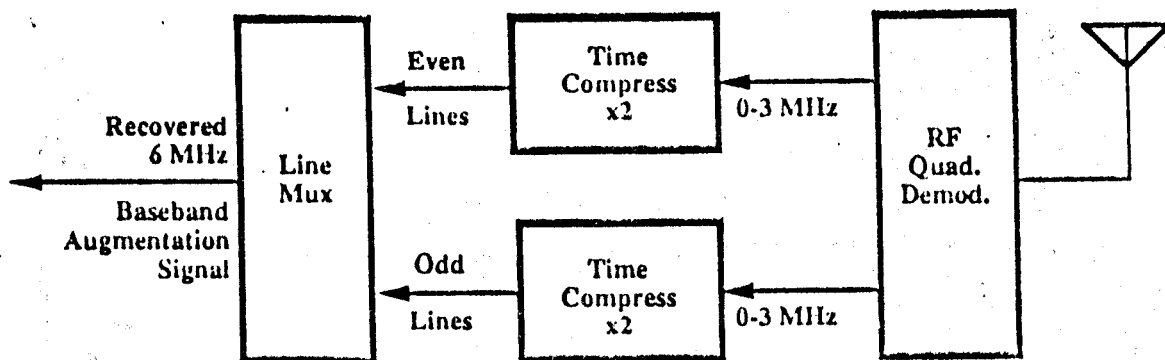 Recovered
6 MHz
Baseband
Augmentation
Signal
Line
Mux
Even
Lines
Odd
Lines
Time
Compress
x2
Time
Compress
x2
0-3 MHz
0-3 MHz
RF
Quad.
Demod.